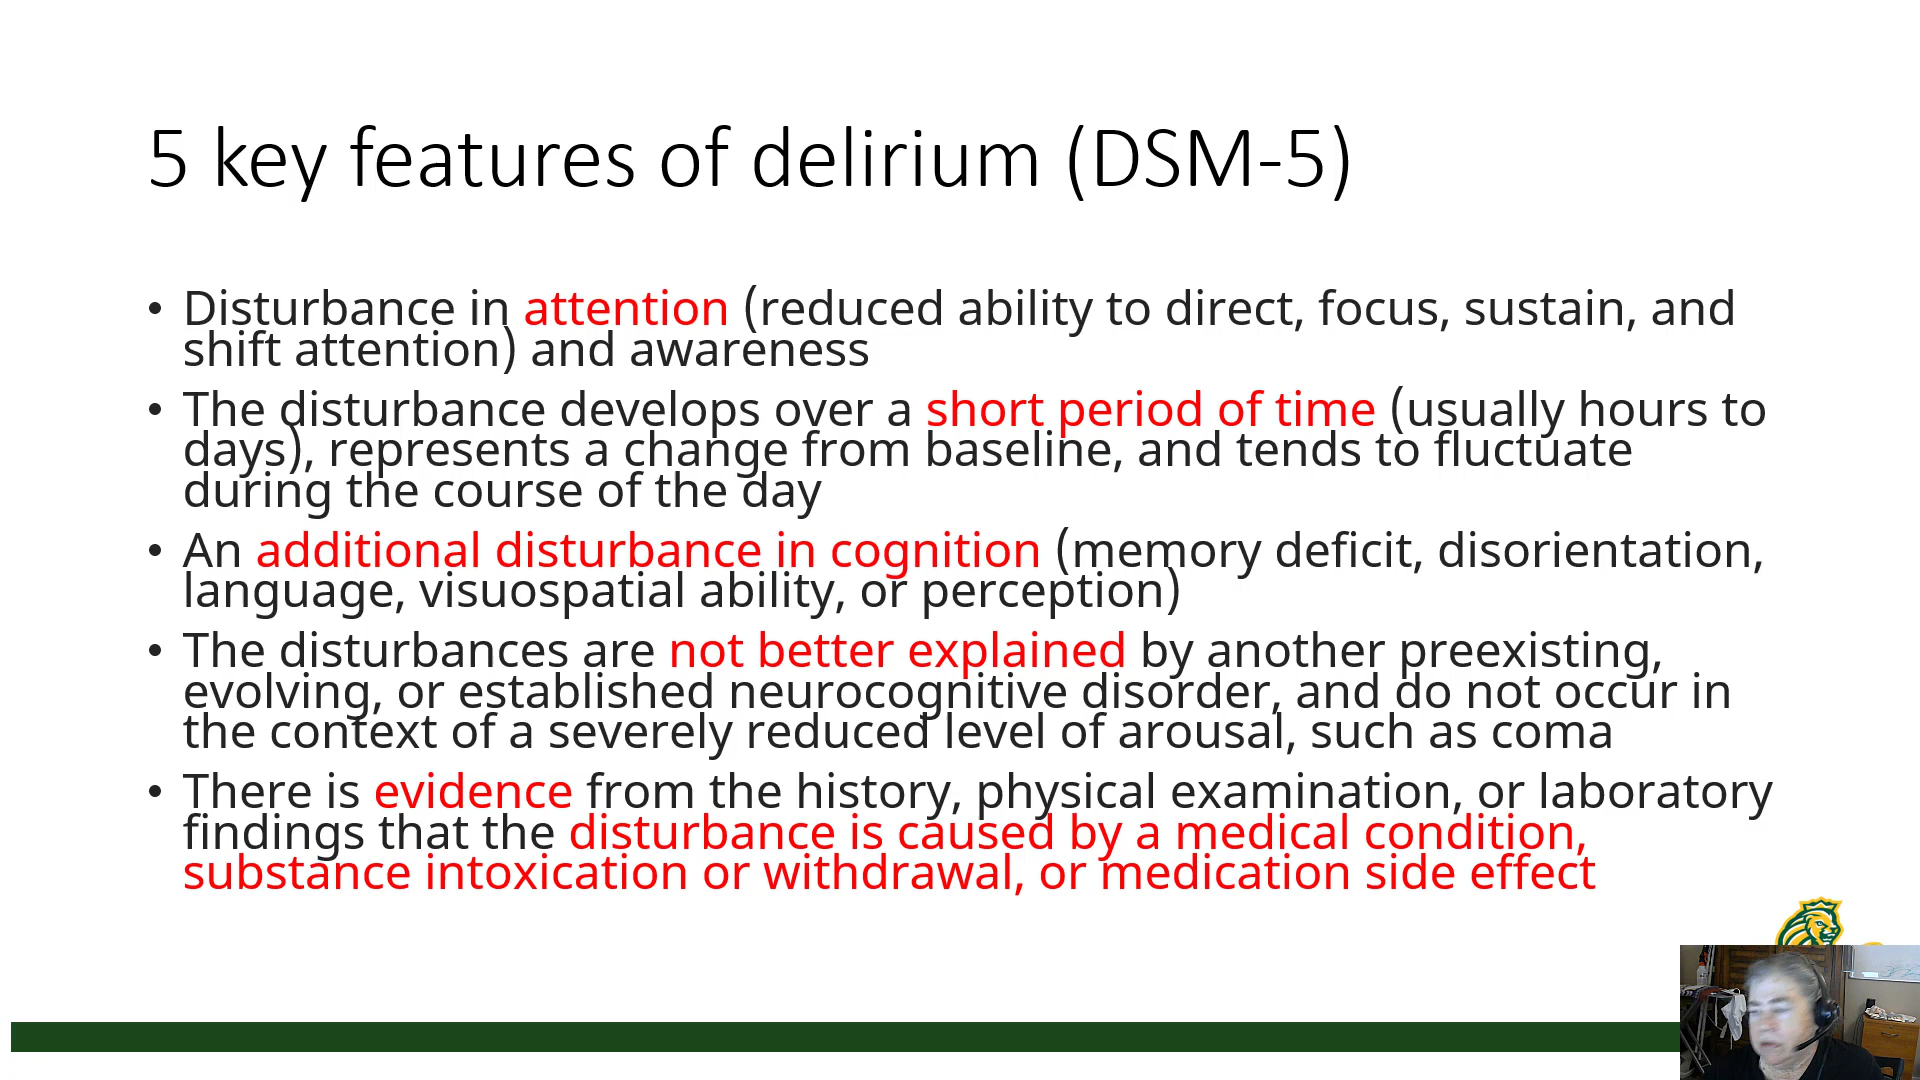 5 key features of delirium (DSM-5)
• Disturbance in attention (reduced ability to direct, focus, sustain, and
shift attention) and awareness
• The disturbance develops over a short period of time (usually hours to
days), represents a change from baseline, and tends to fluctuate
during the course of the day
• An additional disturbance in cognition (memory deficit, disorientation,
language, visuospatial ability, or perception)
• The disturbances are not better explained by another preexisting,
evolving, or established neurocognitive disorder, and do not occur in
the context of a severely reduced level of arousal, such as coma
• There is evidence from the history, physical examination, or laboratory
findings that the disturbance is caused by a medical condition,
substance intoxication or withdrawal, or medication side effect